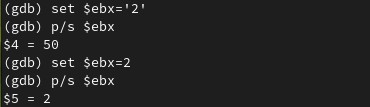 (gdb) set $ebx='2'
(gdb) p/s $ebx
$4 = 50
(gdb) set $ebx=2
(gdb) p/s $ebx
$5 = 2